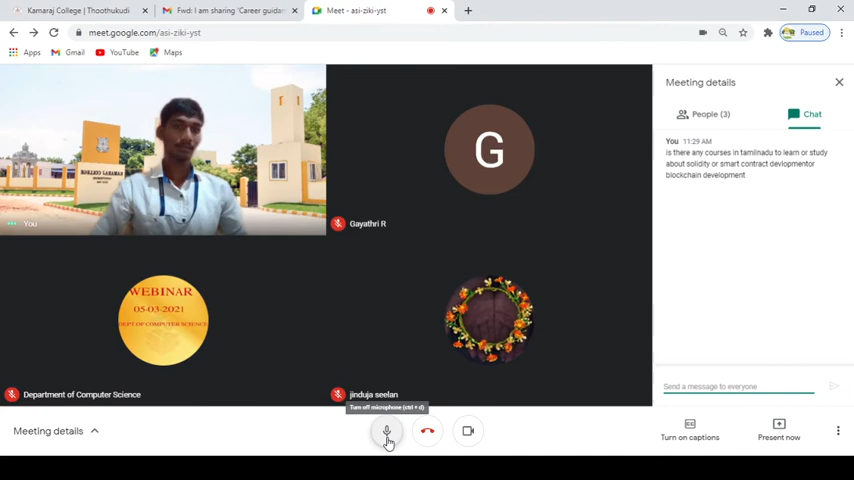 Kamaraj College | Thoothukudi
Fwd: I am sharing 'Career guidan
Meet - asi-ziki-yst
meet.google.com/asi-ziki-yst
Paused
Apps
Gmail
YouTube
Maps
Meeting details
People (3)
Chat
You 11:29 AM
is there any courses in tamilnadu to learn or study
about solidity or smart contract devlopmentor
blockchain development
You
G
Gayathri R
WEBINAR
05-03-2021
DEPT OF COMPUTER SCIENCE
Department of Computer Science
jinduja seelan
Turn off microphone (ctrl + d)
Send a message to everyone
Meeting details
Turn on captions
Present now